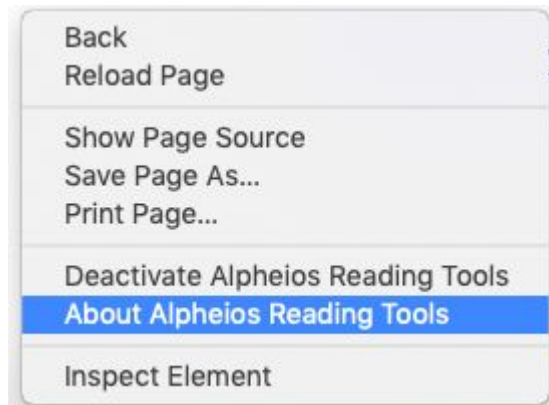 Back
Reload Page
Show Page Source
Save Page As...
Print Page...
Deactivate Alpheios Reading Tools
About Alpheios Reading Tools
Inspect Element